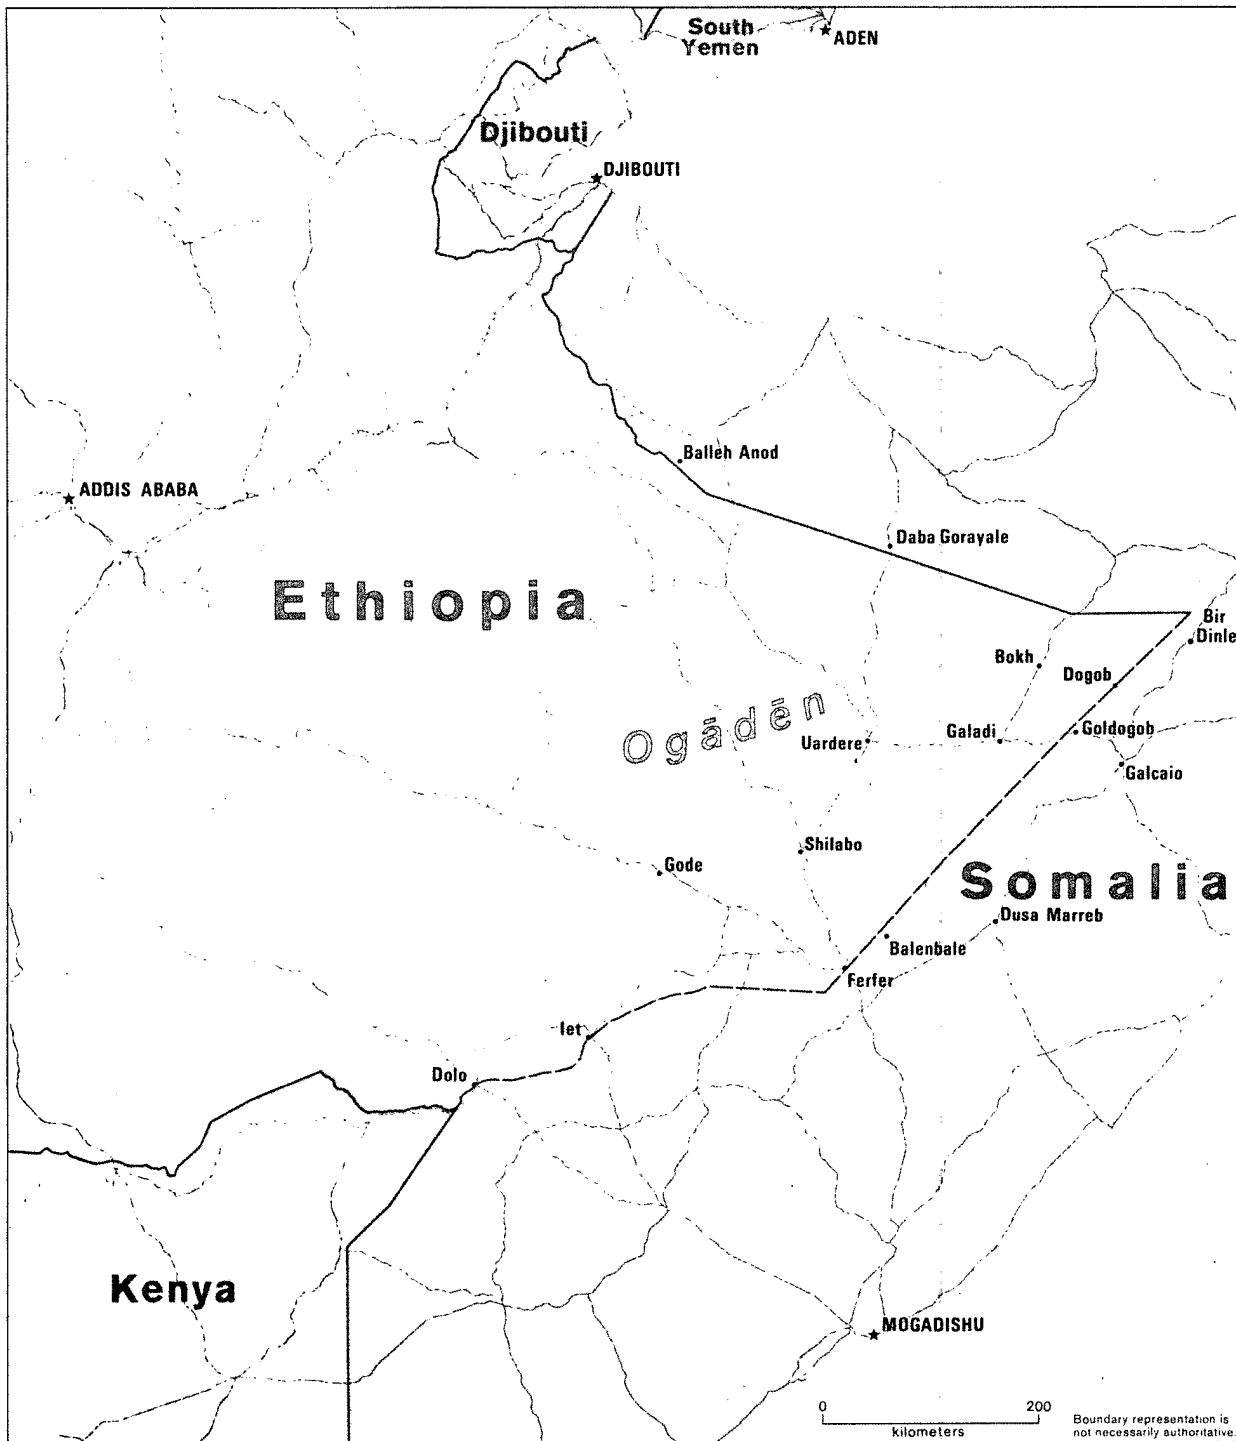 South
Yemen
ADEN
Djibouti
DJIBOUTI
Balleh Anod
ADDIS ABABA
Daba Gorayale
Ethiopia
Bir
Dinle
Bokh
Dogob
Ogādēn
Uardere
Galadi
Goldogob
Galcaio
Shilabo
Gode
Somalia
Dusa Marreb
Balenbale
Ferfer
Iet
Dolo
Kenya
MOGADISHU
0 200
kilometers
Boundary representation is
not necessarily authoritative.